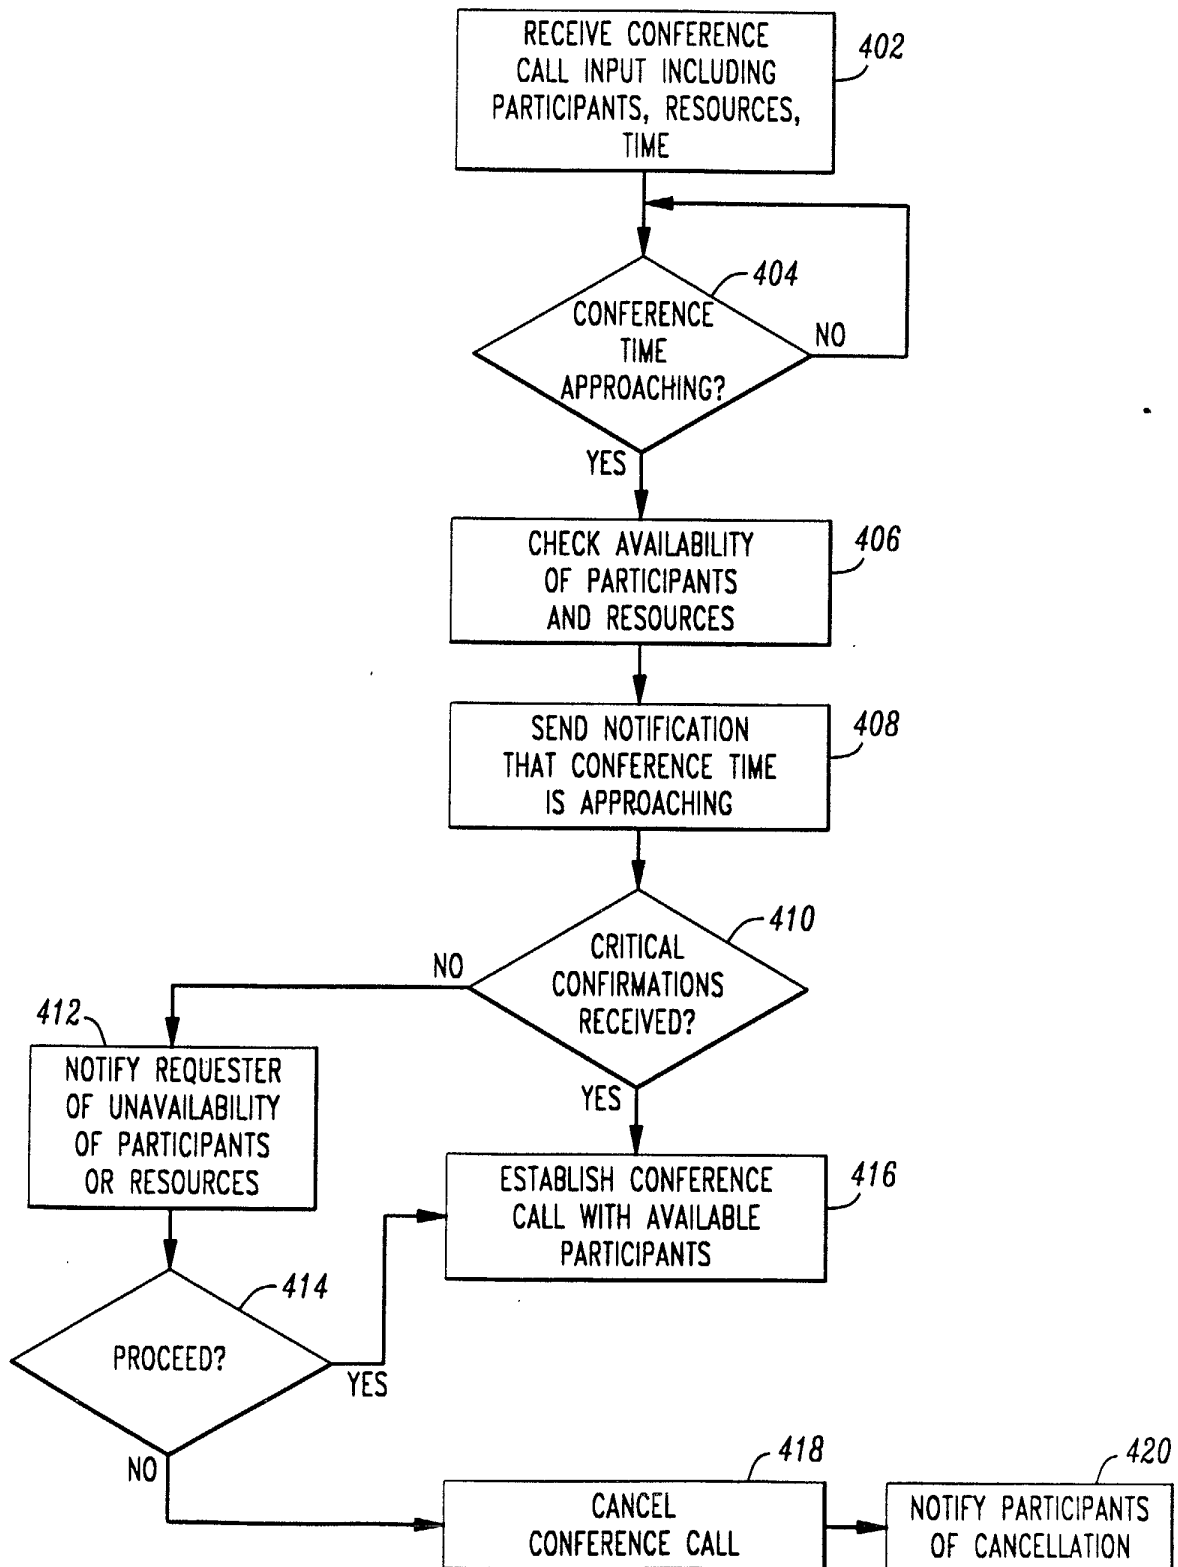 RECEIVE CONFERENCE
CALL INPUT INCLUDING
PARTICIPANTS, RESOURCES,
TIME
402
404
CONFERENCE
TIME
APPROACHING?
NO
YES
CHECK AVAILABILITY
OF PARTICIPANTS
AND RESOURCES
406
SEND NOTIFICATION
THAT CONFERENCE TIME
IS APPROACHING
408
410
CRITICAL
CONFIRMATIONS
RECEIVED?
NO
YES
412
NOTIFY REQUESTER
OF UNAVAILABILITY
OF PARTICIPANTS
OR RESOURCES
ESTABLISH CONFERENCE
CALL WITH AVAILABLE
PARTICIPANTS
416
414
PROCEED?
YES
NO
418
CANCEL
CONFERENCE CALL
420
NOTIFY PARTICIPANTS
OF CANCELLATION